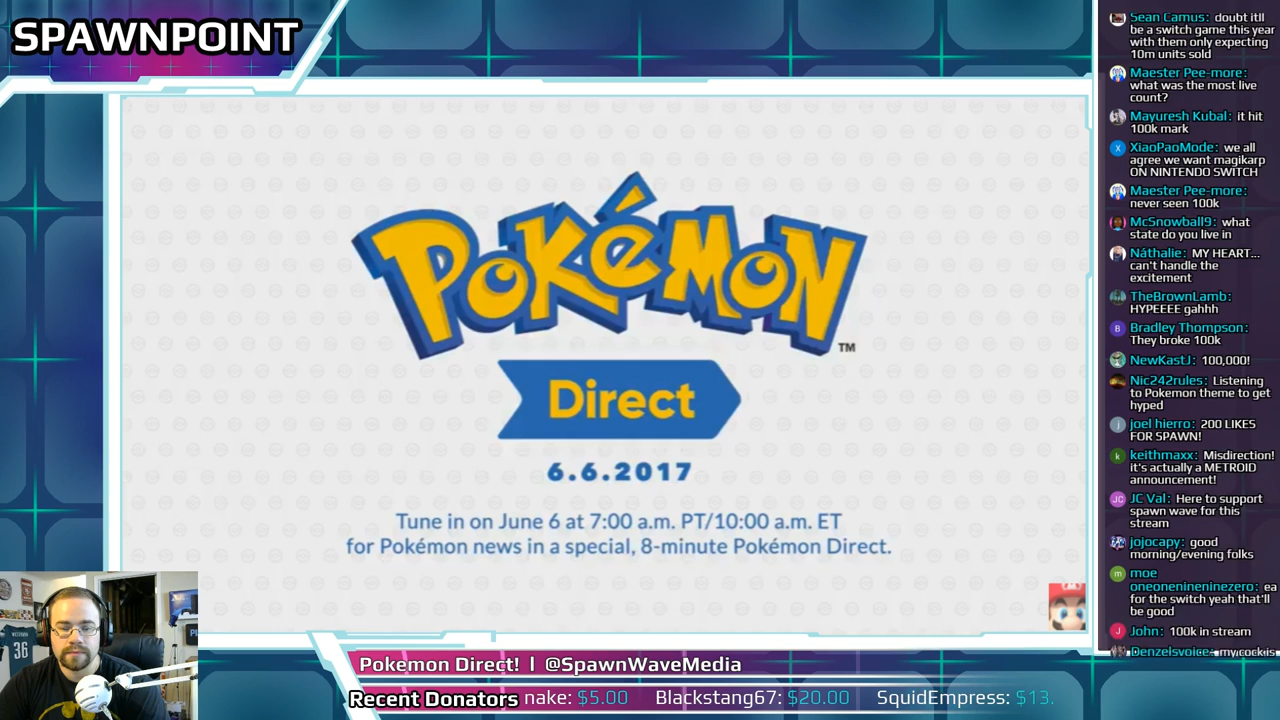 SPAWNPOINT
POKéMON
TM
Direct
6.6.2017
Tune in on June 6 at 7:00 a.m. PT/10:00 a.m. ET
for Pokémon news in a special, 8-minute Pokémon Direct.
36
Pokemon Direct! | @SpawnWaveMedia
Recent Donators nake: $5.00 Blackstang67: $20.00 SquidEmpress: $13.
Sean Camus: doubt itll
be a switch game this year
with them only expecting
10m units sold
Maester Pee-more:
what was the most live
count?
Mayuresh Kubal: it hit
100k mark
X XiaoPaoMode: we all
agree we want magikarp
ON NINTENDO SWITCH
Maester Pee-more:
never seen 100k
McSnowball9: what
state do you live in
Náthalie: MY HEART...
can't handle the
excitement
TheBrownLamb:
HYPEEEE gahhh
B Bradley Thompson:
They broke 100k
NewKastJ: 100,000!
Nic242rules: Listening
to Pokemon theme to get
hyped
j joel hierro: 200 LIKES
FOR SPAWN!
k keithmaxx: Misdirection!
it's actually a METROID
announcement!
JC JC Val: Here to support
spawn wave for this
stream
jojocapy: good
morning/evening folks
m moe
oneonenineninezero: ea
for the switch yeah that'll
be good
J John: 100k in stream
Denzelsvoice: my cock is